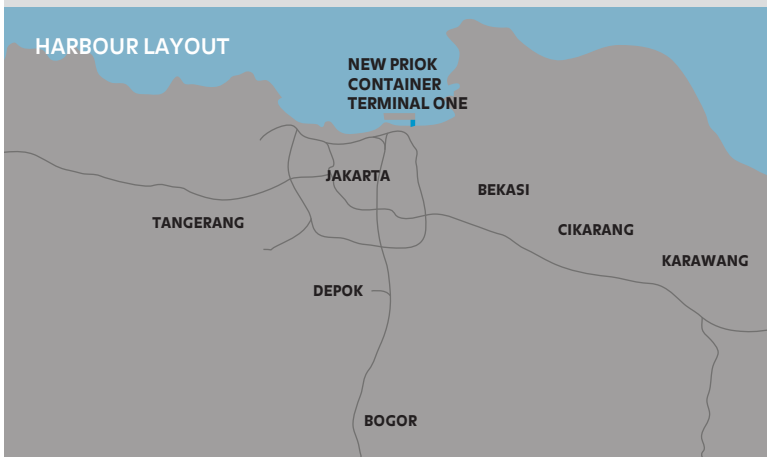 HARBOUR LAYOUT
NEW PRIOK
CONTAINER
TERMINAL ONE
JAKARTA
BEKASI
TANGERANG
CIKARANG
KARAWANG
DEPOK
BOGOR